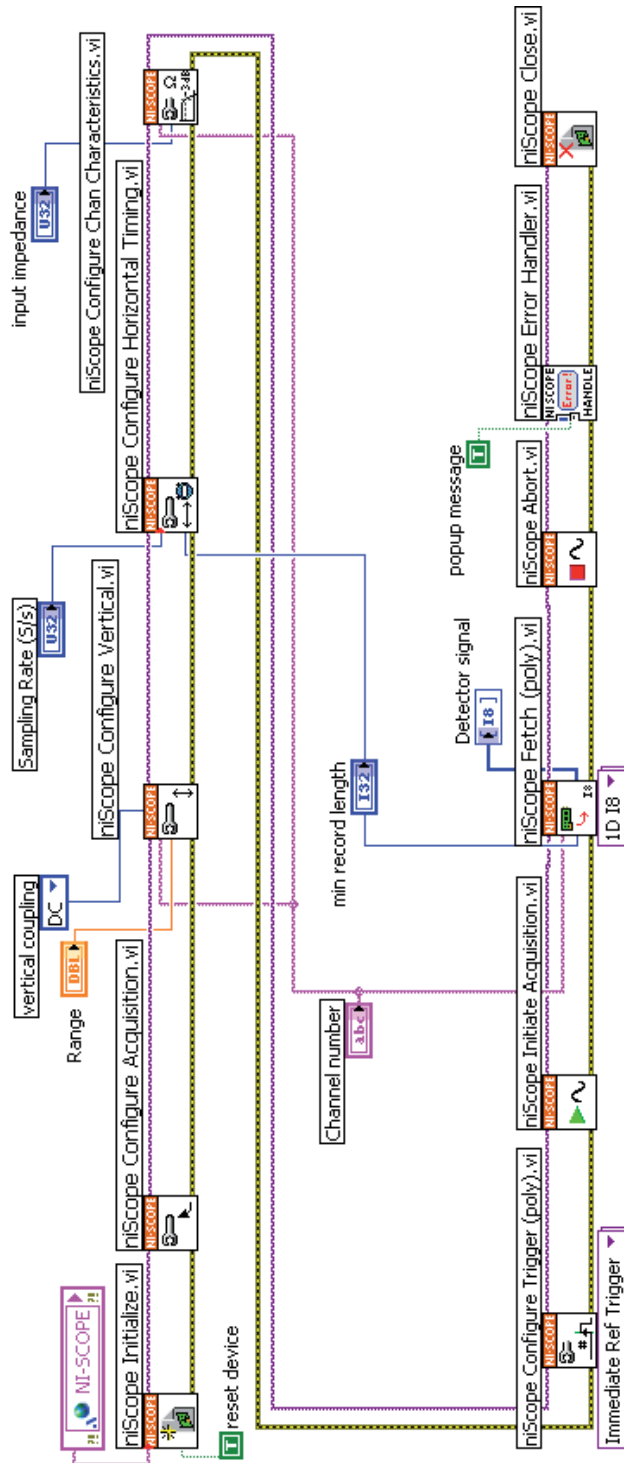 NI-SCOPE
niScope Initialize.vi
NI-SCOPE
T
reset device
niScope Configure Acquisition.vi
NI-SCOPE
vertical coupling
DC
Range
DBL
niScope Configure Vertical.vi
NI-SCOPE
Sampling Rate (S/s)
U32
niScope Configure Horizontal Timing.vi
NI-SCOPE
input impedance
U32
niScope Configure Chan Characteristics.vi
NI-SCOPE
Ω
-3dB
Channel number
abc
min record length
I32
niScope Configure Trigger (poly).vi
NI-SCOPE
#
Immediate Ref Trigger
niScope Initiate Acquisition.vi
NI-SCOPE
Detector signal
[I8]
niScope Fetch (poly).vi
NI-SCOPE
I8
1D I8
niScope Abort.vi
NI-SCOPE
popup message
T
niScope Error Handler.vi
NI SCOPE
Error!
HANDLE
niScope Close.vi
NI-SCOPE